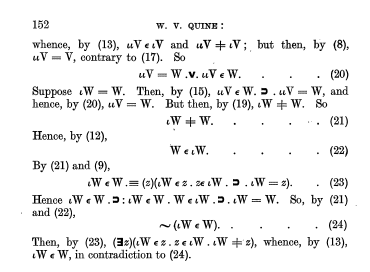 152 W. V. QUINE :
whence, by (13), ιιV ϵ ιV and ιιV ≠ ιV ; but then, by (8),
ιιV = V, contrary to (17). So
ιιV = W .v. ιιV ϵ W. . . . (20)
Suppose ιW = W. Then, by (15), ιιV ϵ W . ⊃ . ιιV = W, and
hence, by (20), ιιV = W. But then, by (19), ιW ≠ W. So
ιW ≠ W. . . . . (21)
Hence, by (12),
W ϵ ιW. . . . . (22)
By (21) and (9),
ιW ϵ W .≡ (z)(ιW ϵ z . zϵ ιW . ⊃ . ιW = z). . (23)
Hence ιW ϵ W . ⊃ : ιW ϵ W . W ϵ ιW . ⊃ . ιW = W. So, by (21)
and (22),
∼(ιW ϵ W). . . . . (24)
Then, by (23), (∃z)(ιW ϵ z . z ϵ ιW . ιW ≠ z), whence, by (13),
ιW ϵ W, in contradiction to (24).